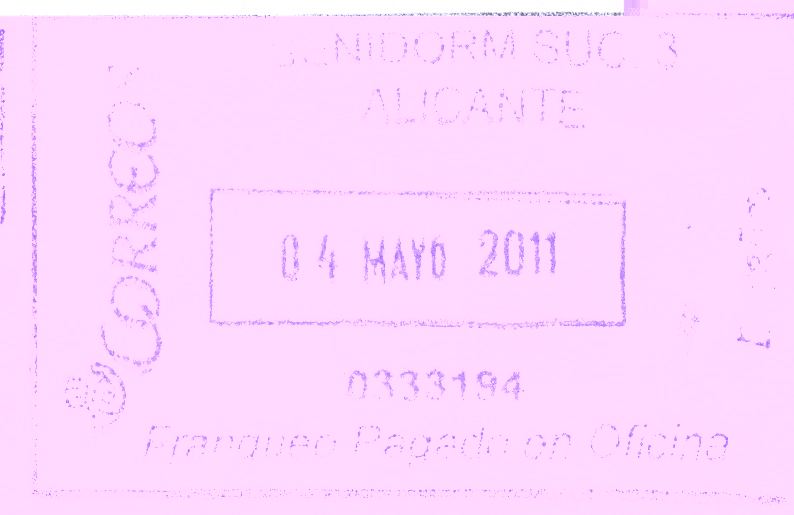 BENIDORM SUC. 3
ALICANTE
CORREOS
04 MAYO 2011
0333194
Franqueo Pagado en Oficina